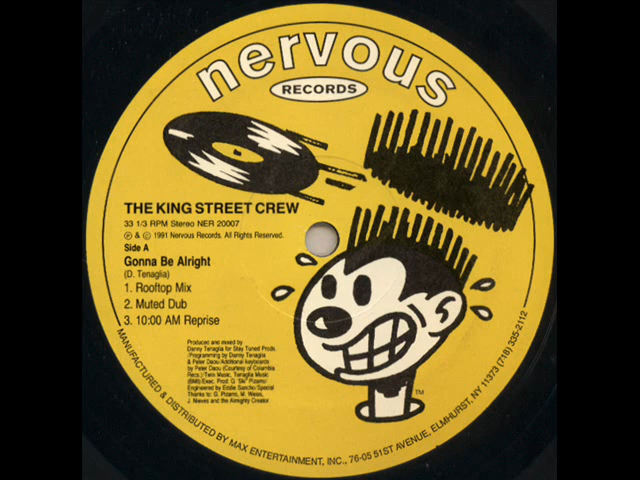 nervous
RECORDS
THE KING STREET CREW
33 1/3 RPM Stereo NER 20007
℗ & © 1991 Nervous Records. All Rights Reserved.
Side A
Gonna Be Alright
(D. Tenaglia)
1. Rooftop Mix
2. Muted Dub
3. 10:00 AM Reprise
Produced and mixed by
Danny Tenaglia for Stay Tuned Prods.
/Programming by Danny Tenaglia
& Peter Daou/Additional keyboards
by Peter Daou (Courtesy of Columbia
Recs.)/Twin Music, Tenaglia Music
(BMI)/Exec. Prod. G. "Ski" Pizarro/
Engineered by Eddie Sancho/Special
Thanks to: G. Pizarro, M. Weiss,
J. Nieves and the Almighty Creator
TM
MANUFACTURED & DISTRIBUTED BY MAX ENTERTAINMENT, INC., 76-05 51ST AVENUE, ELMHURST, NY 11373 (718) 335-2112